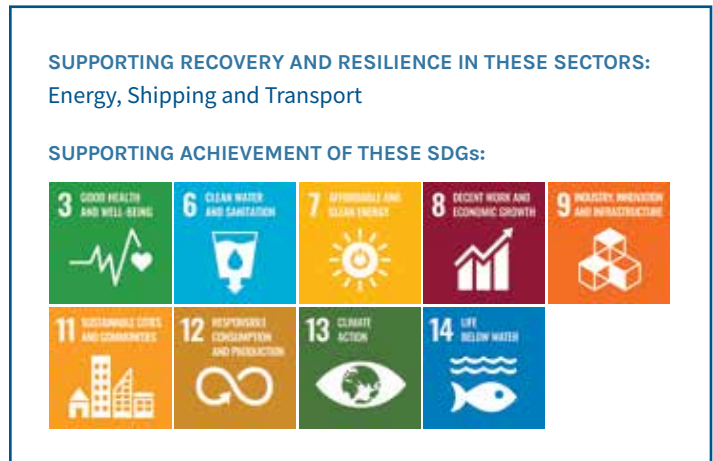 SUPPORTING RECOVERY AND RESILIENCE IN THESE SECTORS:
Energy, Shipping and Transport
SUPPORTING ACHIEVEMENT OF THESE SDGs:
3 GOOD HEALTH
AND WELL-BEING
6 CLEAN WATER
AND SANITATION
7 AFFORDABLE AND
CLEAN ENERGY
8 DECENT WORK AND
ECONOMIC GROWTH
9 INDUSTRY, INNOVATION
AND INFRASTRUCTURE
11 SUSTAINABLE CITIES
AND COMMUNITIES
12 RESPONSIBLE
CONSUMPTION
AND PRODUCTION
13 CLIMATE
ACTION
14 LIFE
BELOW WATER